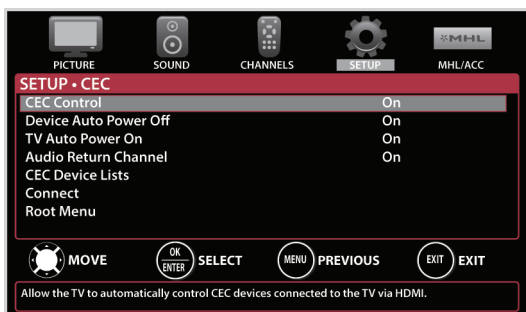 PICTURE SOUND CHANNELS SETUP MHL MHL/ACC
SETUP • CEC
CEC Control On
Device Auto Power Off On
TV Auto Power On On
Audio Return Channel On
CEC Device Lists
Connect
Root Menu
MOVE OK ENTER SELECT MENU PREVIOUS EXIT EXIT
Allow the TV to automatically control CEC devices connected to the TV via HDMI.